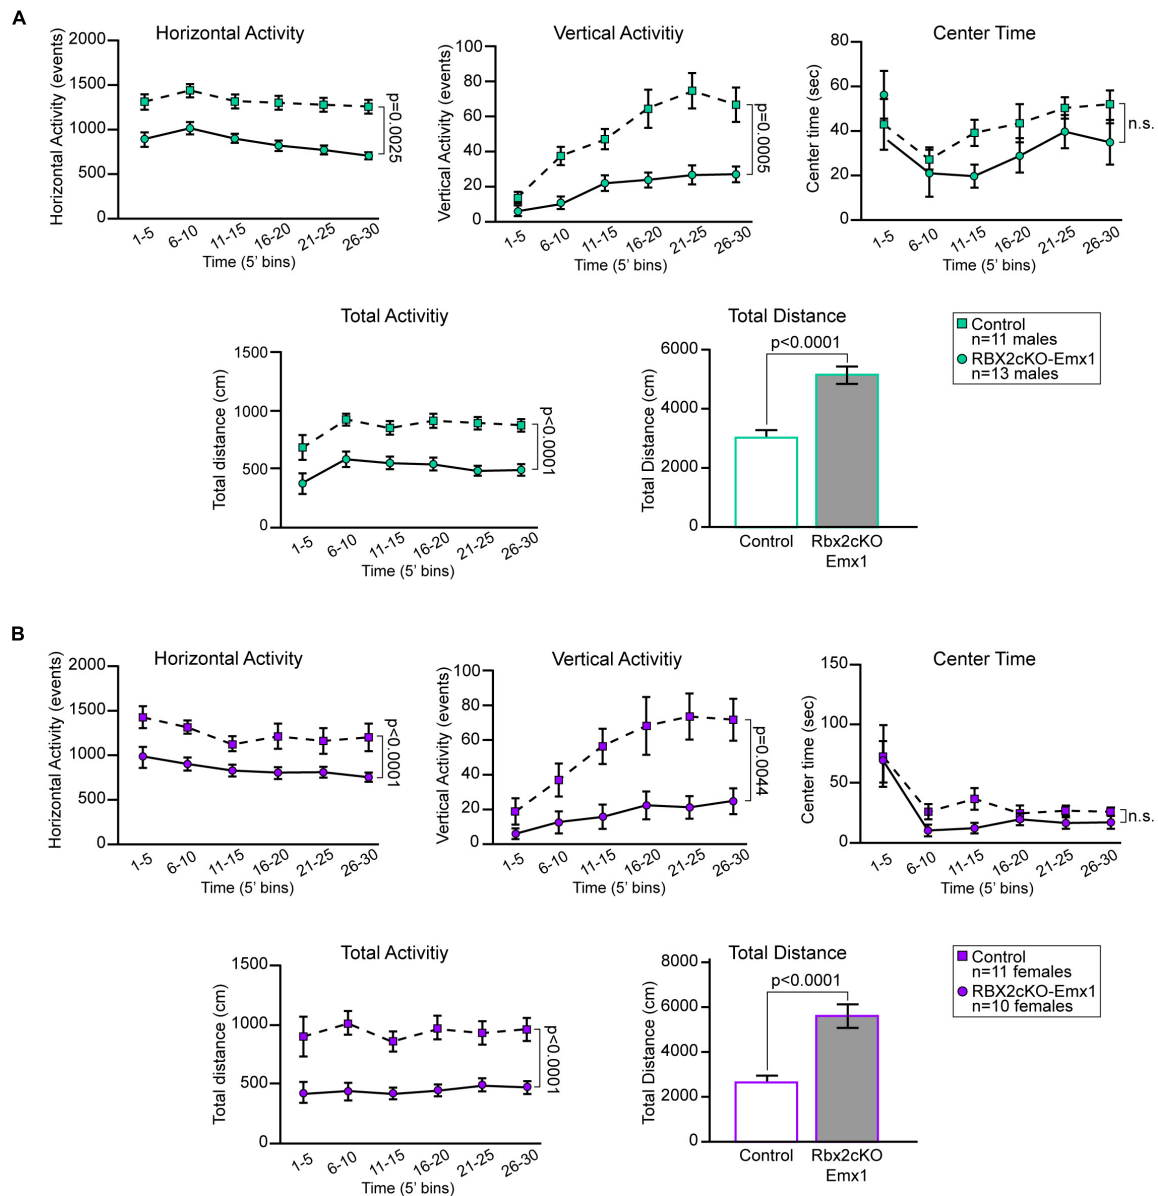 A
Horizontal Activity
Horizontal Activity (events)
2000
1500
1000
500
0
p=0.0025
1-5
6-10
11-15
16-20
21-25
26-30
Time (5’ bins)
Vertical Activitiy
Vertical Activity (events)
100
80
60
40
20
0
p=0.0005
1-5
6-10
11-15
16-20
21-25
26-30
Time (5’ bins)
Center Time
Center time (sec)
80
60
40
20
0
n.s.
1-5
6-10
11-15
16-20
21-25
26-30
Time (5’ bins)
Total Activitiy
Total distance (cm)
1500
1000
500
0
p<0.0001
1-5
6-10
11-15
16-20
21-25
26-30
Time (5’ bins)
Total Distance
Total Distance (cm)
6000
4000
2000
0
p<0.0001
Control
Rbx2cKO
Emx1
Control
n=11 males
RBX2cKO-Emx1
n=13 males
B
Horizontal Activity
Horizontal Activity (events)
2000
1500
1000
500
0
p<0.0001
1-5
6-10
11-15
16-20
21-25
26-30
Time (5’ bins)
Vertical Activitiy
Vertical Activity (events)
100
80
60
40
20
0
p=0.0044
1-5
6-10
11-15
16-20
21-25
26-30
Time (5’ bins)
Center Time
Center time (sec)
150
100
50
0
n.s.
1-5
6-10
11-15
16-20
21-25
26-30
Time (5’ bins)
Total Activitiy
Total distance (cm)
1500
1000
500
0
p<0.0001
1-5
6-10
11-15
16-20
21-25
26-30
Time (5’ bins)
Total Distance
Total Distance (cm)
8000
6000
4000
2000
0
p<0.0001
Control
Rbx2cKO
Emx1
Control
n=11 females
RBX2cKO-Emx1
n=10 females